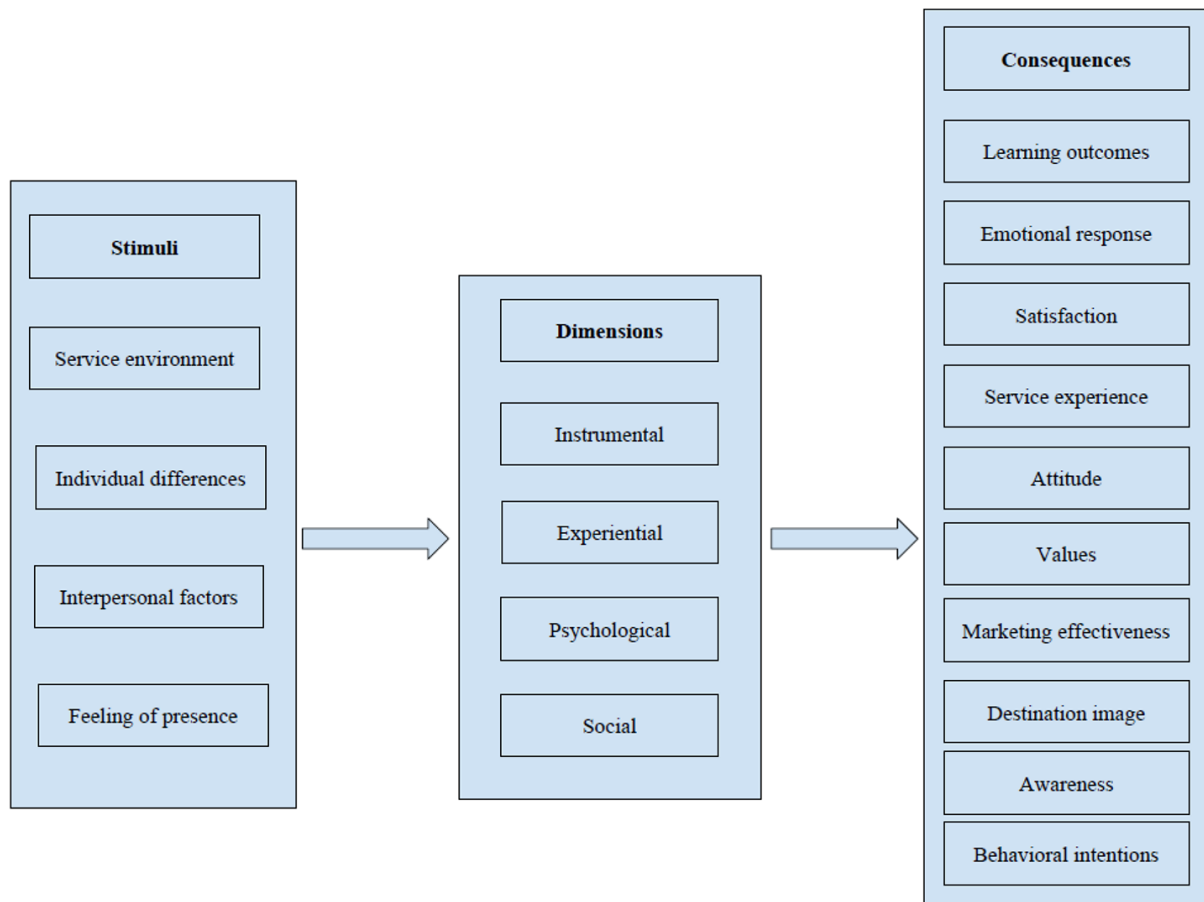 Stimuli
Service environment
Individual differences
Interpersonal factors
Feeling of presence
Dimensions
Instrumental
Experiential
Psychological
Social
Consequences
Learning outcomes
Emotional response
Satisfaction
Service experience
Attitude
Values
Marketing effectiveness
Destination image
Awareness
Behavioral intentions